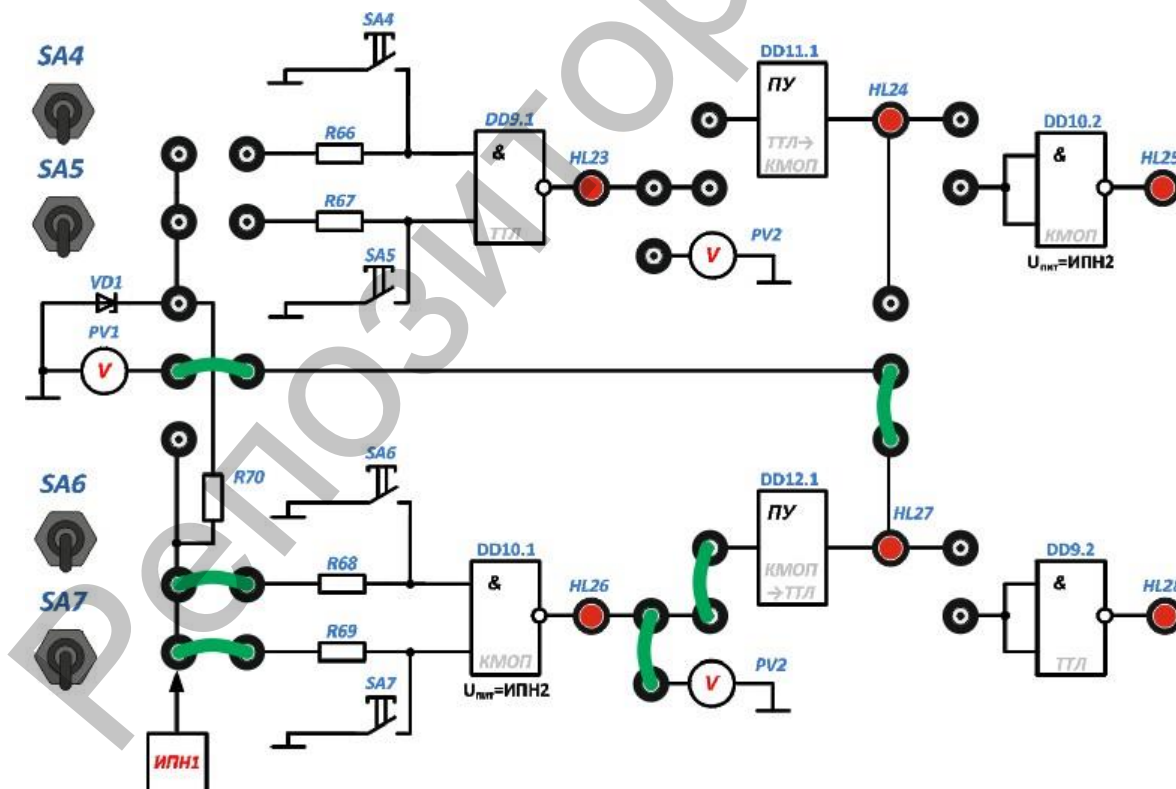 SA4
SA4
SA5
R66
R67
SA5
DD9.1
&
ТТЛ
HL23
DD11.1
ПУ
ТТЛ→
КМОП
HL24
DD10.2
&
КМОП
Uпит=ИПН2
HL25
PV2
V
VD1
PV1
V
R70
SA6
SA7
SA6
R68
R69
SA7
DD10.1
&
КМОП
Uпит=ИПН2
HL26
DD12.1
ПУ
КМОП
→ТТЛ
HL27
DD9.2
&
ТТЛ
PV2
V
ИПН1
Репозитор